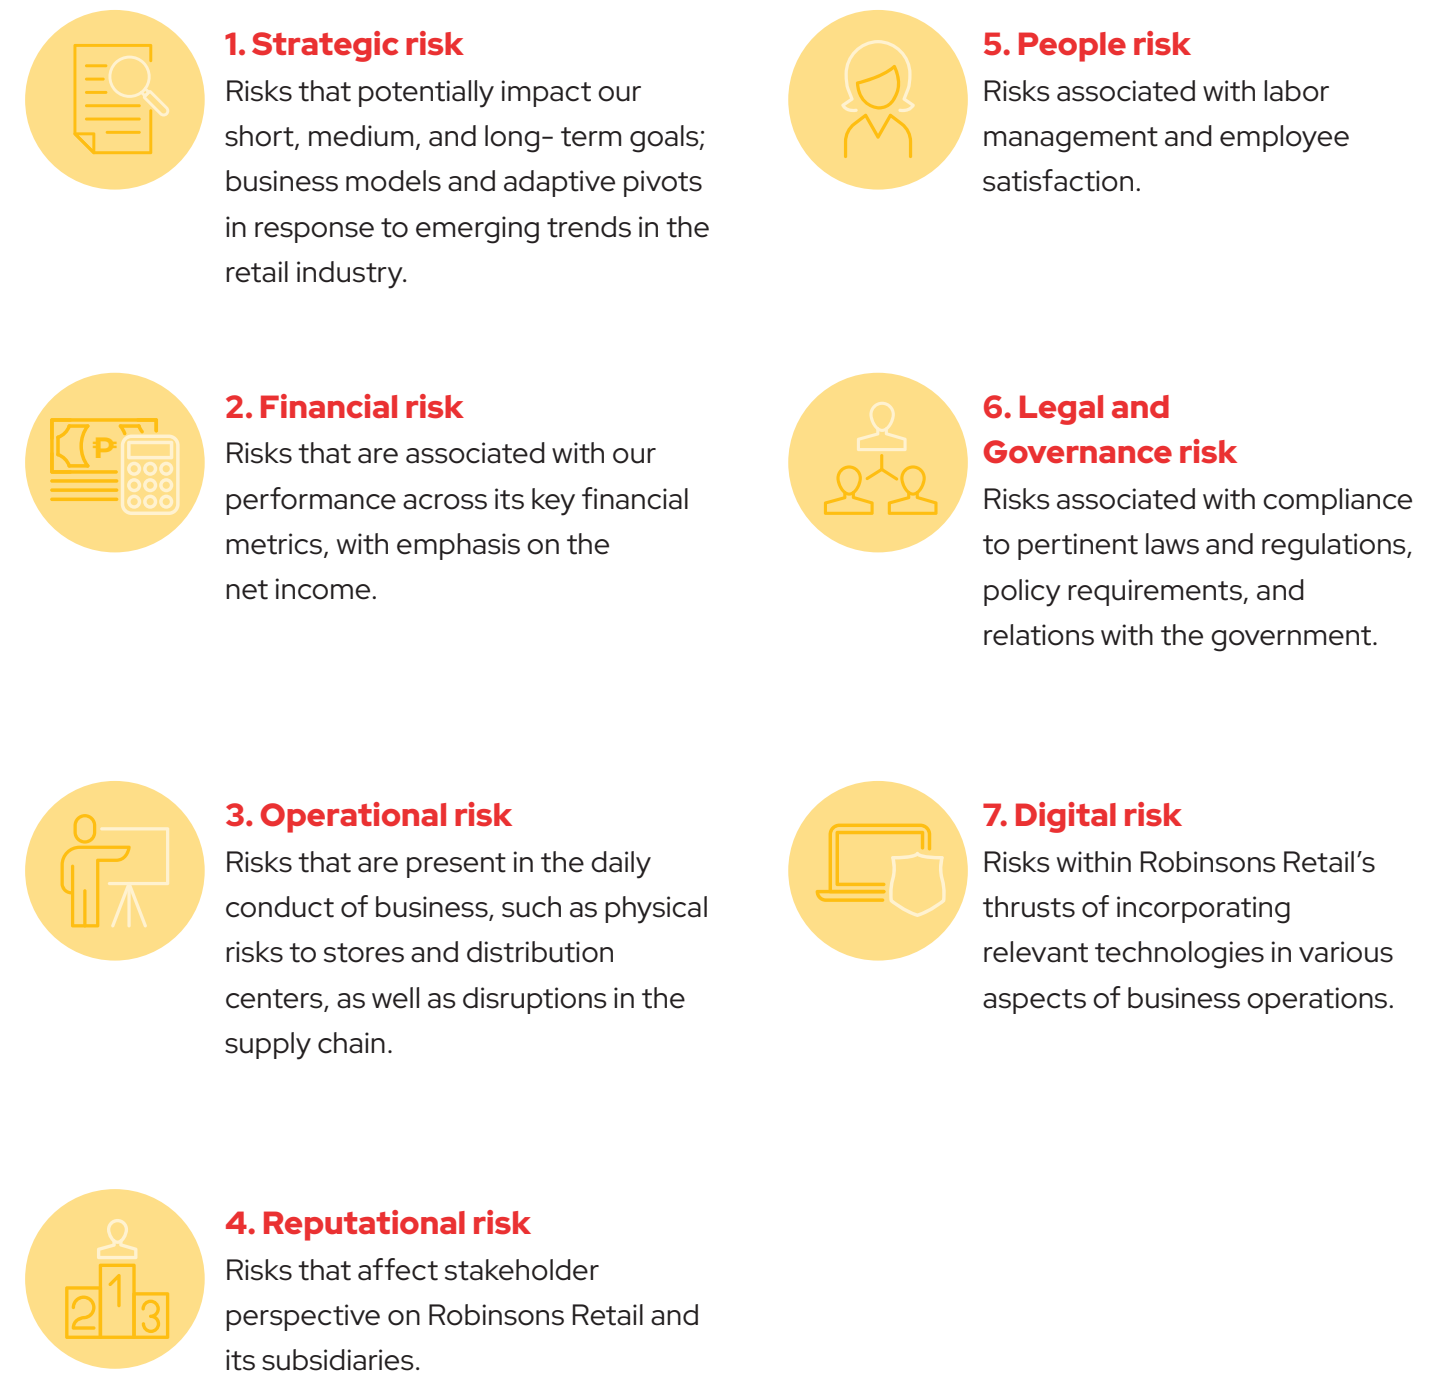 1. Strategic risk
Risks that potentially impact our
short, medium, and long- term goals;
business models and adaptive pivots
in response to emerging trends in the
retail industry.
₱
2. Financial risk
Risks that are associated with our
performance across its key financial
metrics, with emphasis on the
net income.
3. Operational risk
Risks that are present in the daily
conduct of business, such as physical
risks to stores and distribution
centers, as well as disruptions in the
supply chain.
1
2
3
4. Reputational risk
Risks that affect stakeholder
perspective on Robinsons Retail and
its subsidiaries.
5. People risk
Risks associated with labor
management and employee
satisfaction.
6. Legal and
Governance risk
Risks associated with compliance
to pertinent laws and regulations,
policy requirements, and
relations with the government.
7. Digital risk
Risks within Robinsons Retail’s
thrusts of incorporating
relevant technologies in various
aspects of business operations.